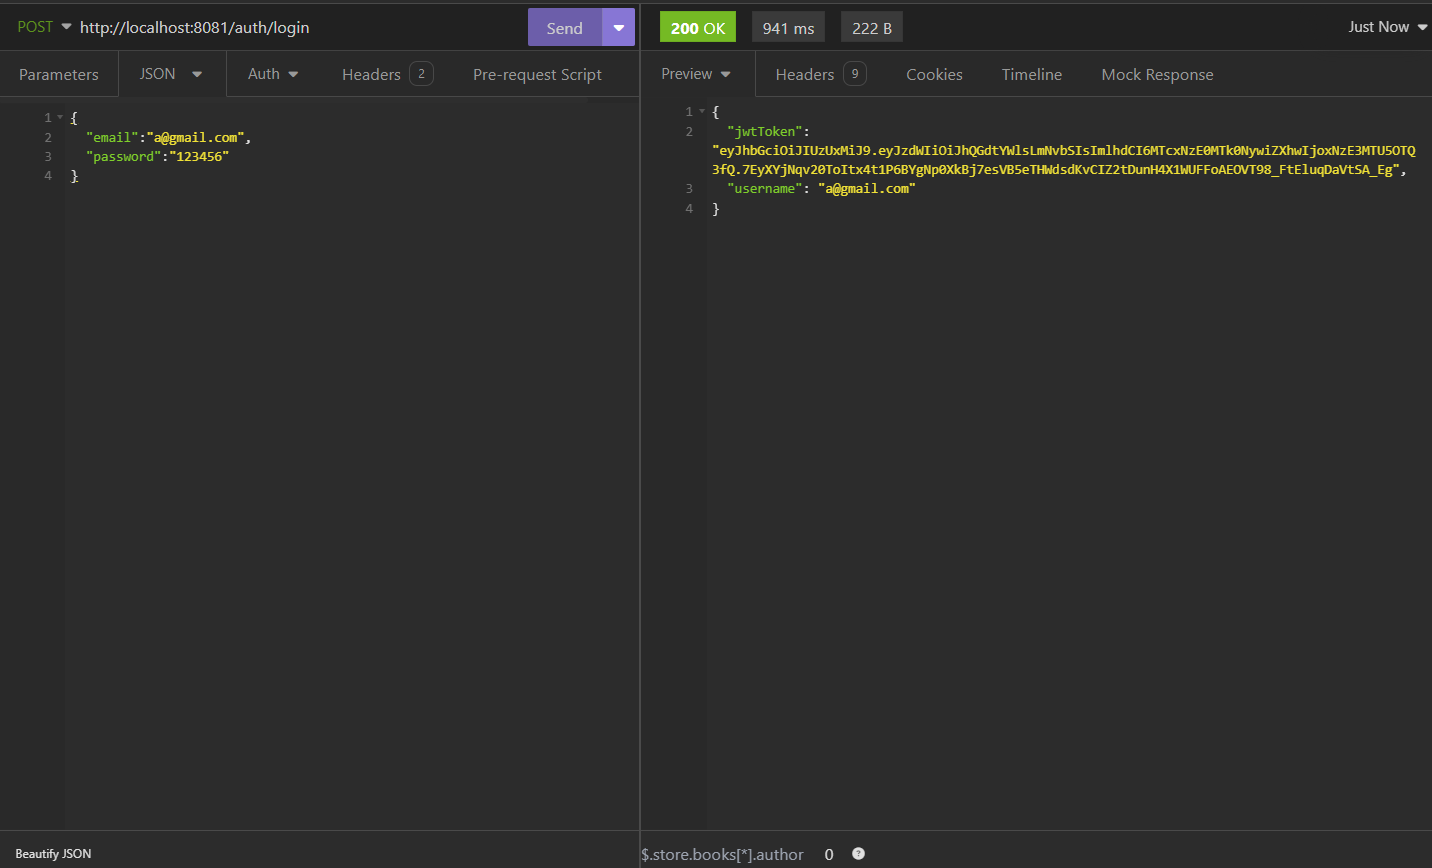 POST http://localhost:8081/auth/login Send
200 OK 941 ms 222 B Just Now
Parameters JSON Auth Headers 2 Pre-request Script
Preview Headers 9 Cookies Timeline Mock Response
1 {
2 "email":"a@gmail.com",
3 "password":"123456"
4 }
1 {
2 "jwtToken":
"eyJhbGciOiJIUzUxMiJ9.eyJzdWIiOiJhQGdtYWlsLmNvbSIsImlhdCI6MTcxNzE0MTk0NywiZXhwIjoxNzE3MTU5OTQ
3fQ.7EyXYjNqv20ToItx4t1P6BYgNp0XkBj7esVB5eTHWdsdKvCIZ2tDunH4X1WUFFoAEOVT98_FtEluqDaVtSA_Eg",
3 "username": "a@gmail.com"
4 }
Beautify JSON
$.store.books[*].author 0 ?